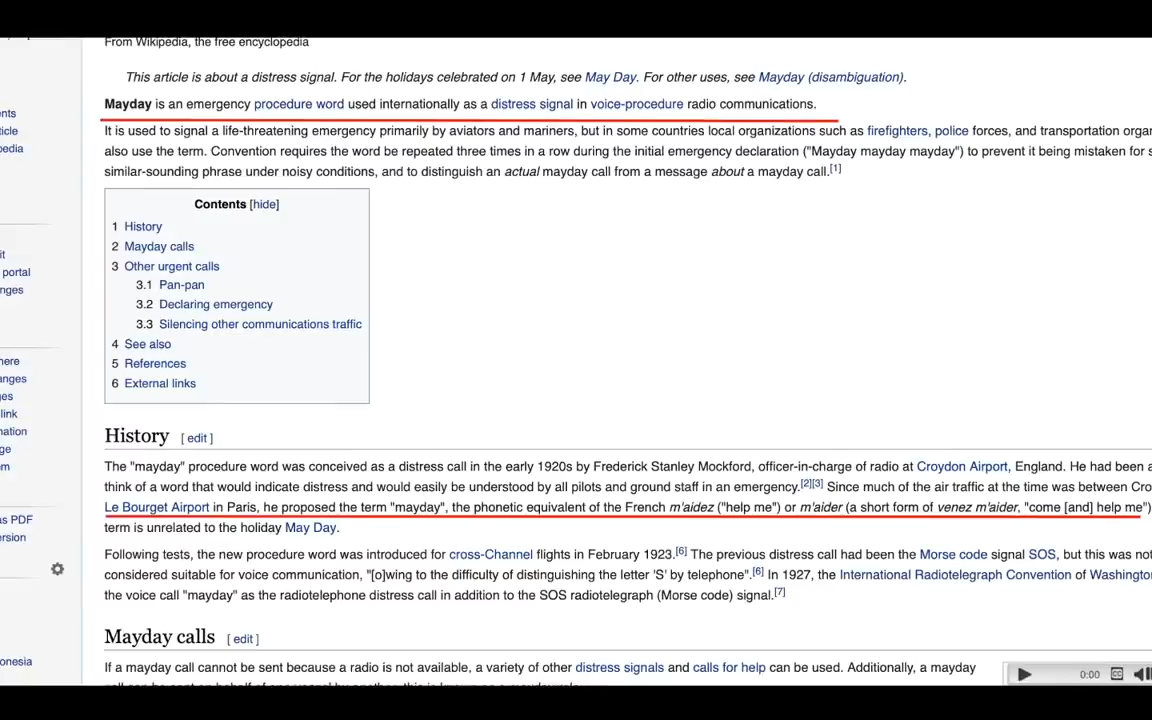 From Wikipedia, the free encyclopedia
This article is about a distress signal. For the holidays celebrated on 1 May, see May Day. For other uses, see Mayday (disambiguation).
Mayday is an emergency procedure word used internationally as a distress signal in voice-procedure radio communications.
It is used to signal a life-threatening emergency primarily by aviators and mariners, but in some countries local organizations such as firefighters, police forces, and transportation orga
also use the term. Convention requires the word be repeated three times in a row during the initial emergency declaration ("Mayday mayday mayday") to prevent it being mistaken for s
similar-sounding phrase under noisy conditions, and to distinguish an actual mayday call from a message about a mayday call.[1]
Contents [hide]
1 History
2 Mayday calls
3 Other urgent calls
3.1 Pan-pan
3.2 Declaring emergency
3.3 Silencing other communications traffic
4 See also
5 References
6 External links
History [ edit ]
The "mayday" procedure word was conceived as a distress call in the early 1920s by Frederick Stanley Mockford, officer-in-charge of radio at Croydon Airport, England. He had been a
think of a word that would indicate distress and would easily be understood by all pilots and ground staff in an emergency.[2][3] Since much of the air traffic at the time was between Cro
Le Bourget Airport in Paris, he proposed the term "mayday", the phonetic equivalent of the French m'aidez ("help me") or m'aider (a short form of venez m'aider, "come [and] help me")
term is unrelated to the holiday May Day.
Following tests, the new procedure word was introduced for cross-Channel flights in February 1923.[6] The previous distress call had been the Morse code signal SOS, but this was not
considered suitable for voice communication, "[o]wing to the difficulty of distinguishing the letter 'S' by telephone".[6] In 1927, the International Radiotelegraph Convention of Washingto
the voice call "mayday" as the radiotelephone distress call in addition to the SOS radiotelegraph (Morse code) signal.[7]
Mayday calls [ edit ]
If a mayday call cannot be sent because a radio is not available, a variety of other distress signals and calls for help can be used. Additionally, a mayday
0:00
ents
ticle
pedia
it
portal
nges
here
anges
ges
link
mation
ge
em
as PDF
ersion
onesia